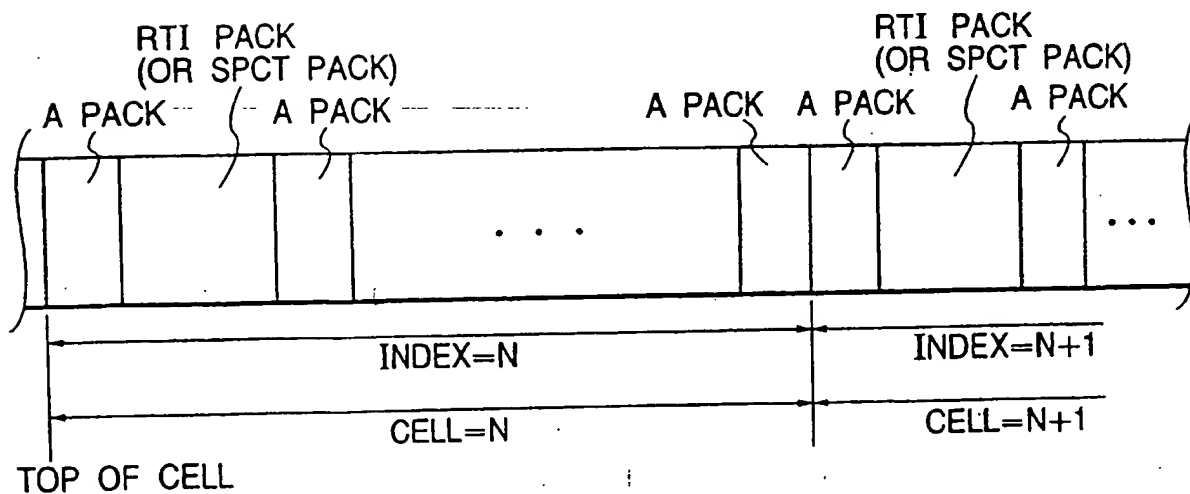 RTI PACK
(OR SPCT PACK)
RTI PACK
(OR SPCT PACK)
A PACK
A PACK
A PACK
A PACK
A PACK
. . .
...
INDEX=N
INDEX=N+1
CELL=N
CELL=N+1
TOP OF CELL